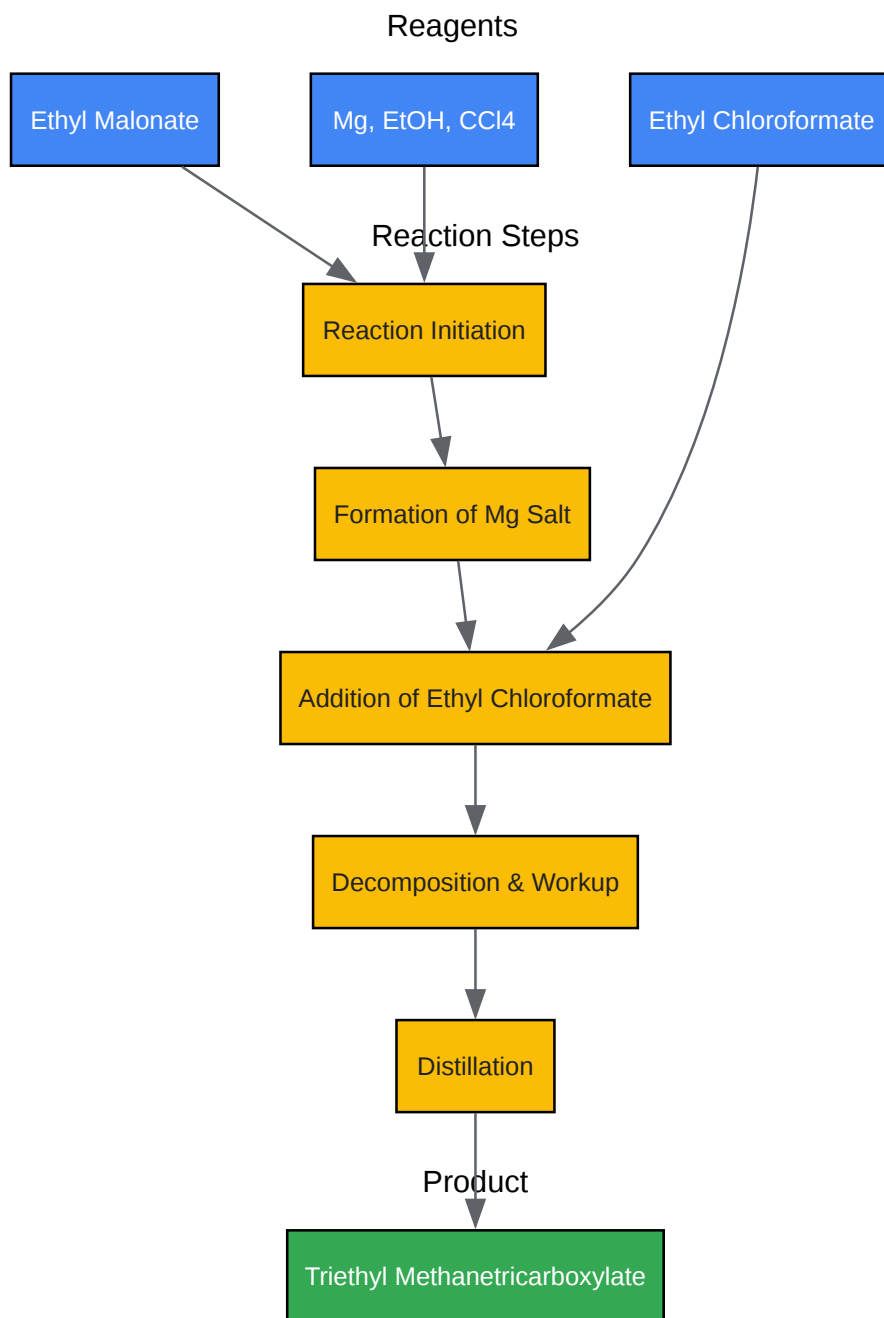 Reagents
Ethyl Malonate
Mg, EtOH, CCl4
Ethyl Chloroformate
Reaction Steps
Reaction Initiation
Formation of Mg Salt
Addition of Ethyl Chloroformate
Decomposition & Workup
Distillation
Product
Triethyl Methanetricarboxylate